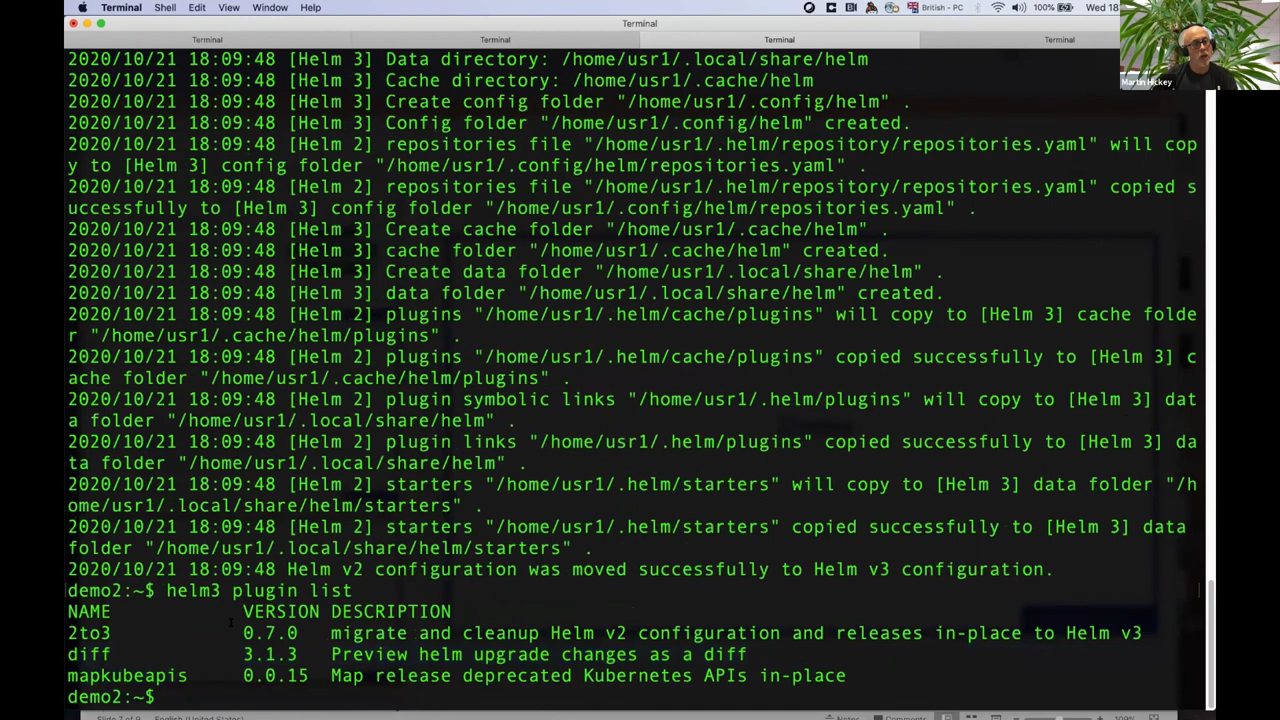 Terminal Shell Edit View Window Help British - PC 100% Wed 18
Terminal
Terminal Terminal Terminal Terminal
Martin Hickey
2020/10/21 18:09:48 [Helm 3] Data directory: /home/usr1/.local/share/helm
2020/10/21 18:09:48 [Helm 3] Cache directory: /home/usr1/.cache/helm
2020/10/21 18:09:48 [Helm 3] Create config folder "/home/usr1/.config/helm" .
2020/10/21 18:09:48 [Helm 3] Config folder "/home/usr1/.config/helm" created.
2020/10/21 18:09:48 [Helm 2] repositories file "/home/usr1/.helm/repository/repositories.yaml" will cop
y to [Helm 3] config folder "/home/usr1/.config/helm/repositories.yaml" .
2020/10/21 18:09:48 [Helm 2] repositories file "/home/usr1/.helm/repository/repositories.yaml" copied s
uccessfully to [Helm 3] config folder "/home/usr1/.config/helm/repositories.yaml" .
2020/10/21 18:09:48 [Helm 3] Create cache folder "/home/usr1/.cache/helm" .
2020/10/21 18:09:48 [Helm 3] cache folder "/home/usr1/.cache/helm" created.
2020/10/21 18:09:48 [Helm 3] Create data folder "/home/usr1/.local/share/helm" .
2020/10/21 18:09:48 [Helm 3] data folder "/home/usr1/.local/share/helm" created.
2020/10/21 18:09:48 [Helm 2] plugins "/home/usr1/.helm/cache/plugins" will copy to [Helm 3] cache folde
r "/home/usr1/.cache/helm/plugins" .
2020/10/21 18:09:48 [Helm 2] plugins "/home/usr1/.helm/cache/plugins" copied successfully to [Helm 3] c
ache folder "/home/usr1/.cache/helm/plugins" .
2020/10/21 18:09:48 [Helm 2] plugin symbolic links "/home/usr1/.helm/plugins" will copy to [Helm 3] dat
a folder "/home/usr1/.local/share/helm" .
2020/10/21 18:09:48 [Helm 2] plugin links "/home/usr1/.helm/plugins" copied successfully to [Helm 3] da
ta folder "/home/usr1/.local/share/helm" .
2020/10/21 18:09:48 [Helm 2] starters "/home/usr1/.helm/starters" will copy to [Helm 3] data folder "/h
ome/usr1/.local/share/helm/starters" .
2020/10/21 18:09:48 [Helm 2] starters "/home/usr1/.helm/starters" copied successfully to [Helm 3] data
folder "/home/usr1/.local/share/helm/starters" .
2020/10/21 18:09:48 Helm v2 configuration was moved successfully to Helm v3 configuration.
demo2:~$ helm3 plugin list
NAME VERSION DESCRIPTION
2to3 0.7.0 migrate and cleanup Helm v2 configuration and releases in-place to Helm v3
diff 3.1.3 Preview helm upgrade changes as a diff
mapkubeapis 0.0.15 Map release deprecated Kubernetes APIs in-place
demo2:~$
Slide 7 of 9 English (United States) Notes Comments 109%